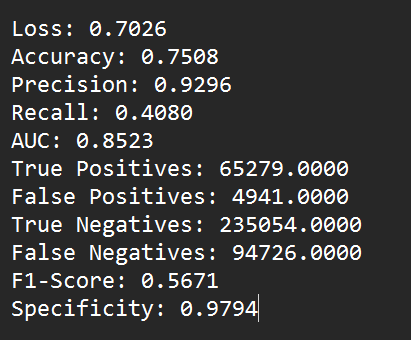 Loss: 0.7026
Accuracy: 0.7508
Precision: 0.9296
Recall: 0.4080
AUC: 0.8523
True Positives: 65279.0000
False Positives: 4941.0000
True Negatives: 235054.0000
False Negatives: 94726.0000
F1-Score: 0.5671
Specificity: 0.9794